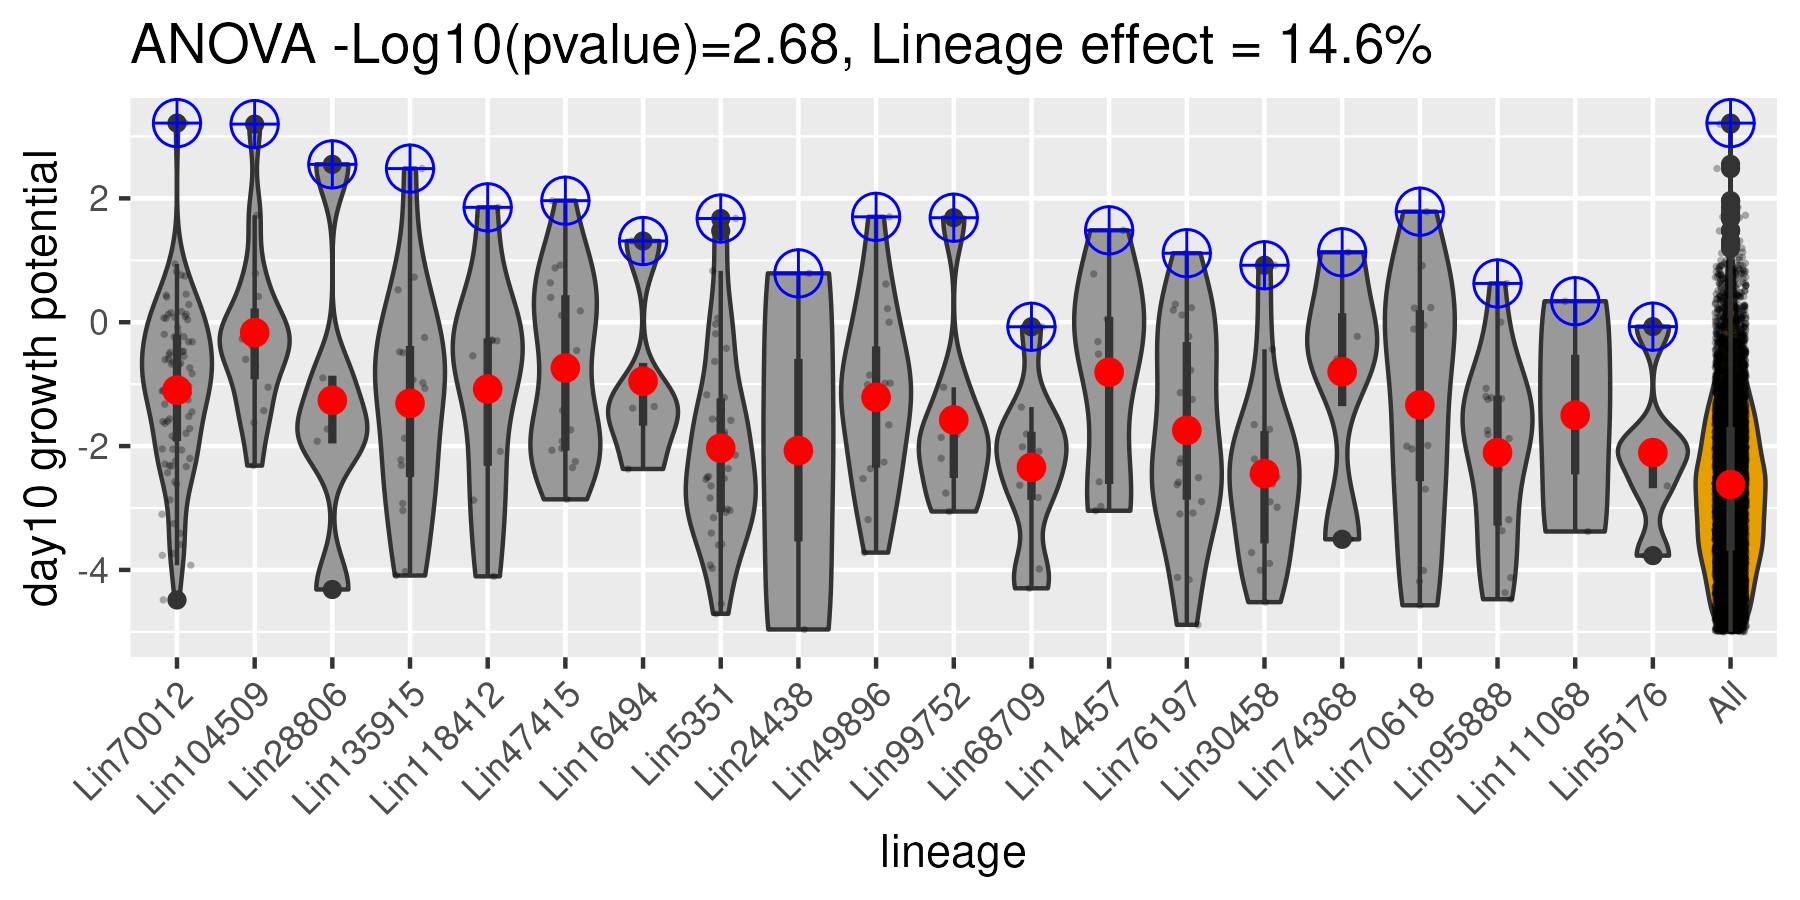 ANOVA -Log10(pvalue)=2.68, Lineage effect = 14.6%
day10 growth potential
2
0
-2
-4
Lin70012
Lin104509
Lin28806
Lin135915
Lin118412
Lin47415
Lin16494
Lin5351
Lin24438
Lin49896
Lin99752
Lin68709
Lin14457
Lin76197
Lin30458
Lin74368
Lin70618
Lin95888
Lin111068
Lin55176
All
lineage